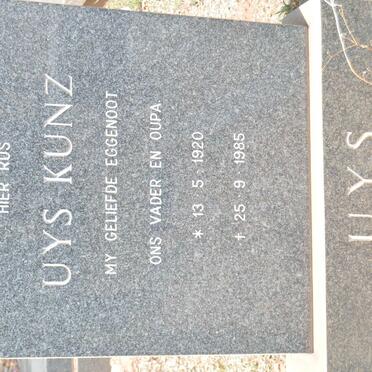 HIER RUS
UYS KUNZ
MY GELIEFDE EGGENOOT
ONS VADER EN OUPA
* 13 5 1920
† 25 9 1985
UYS